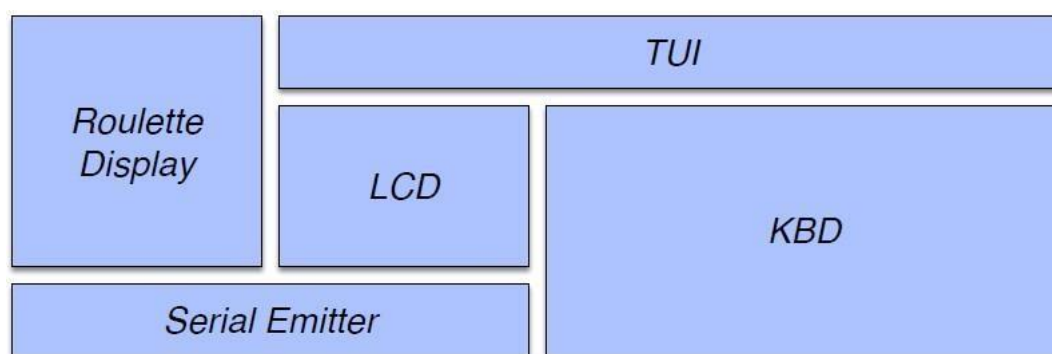 TUI
Roulette
Display
LCD
KBD
Serial Emitter